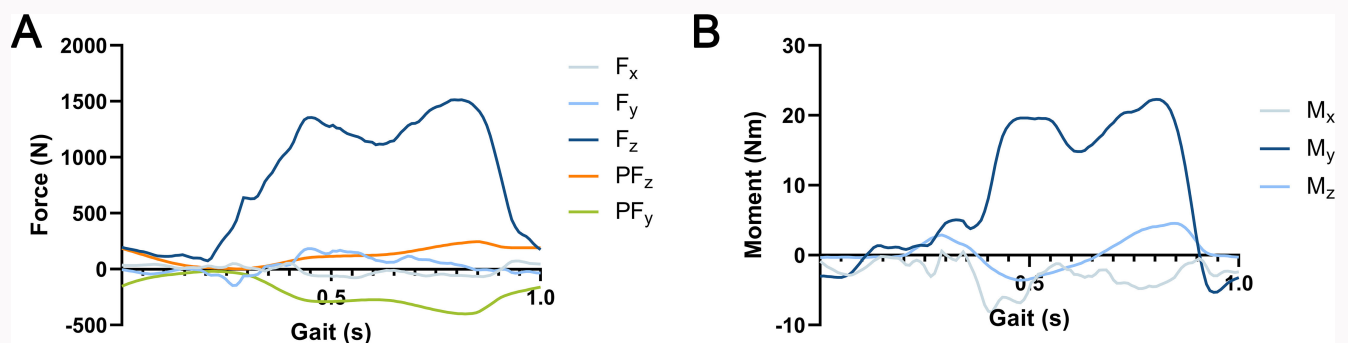 A
2000
1500
1000
500
0
-500
Force (N)
0.5
1.0
Gait (s)
Fx
Fy
Fz
PFz
PFy
B
30
20
10
0
-10
Moment (Nm)
0.5
1.0
Gait (s)
Mx
My
Mz